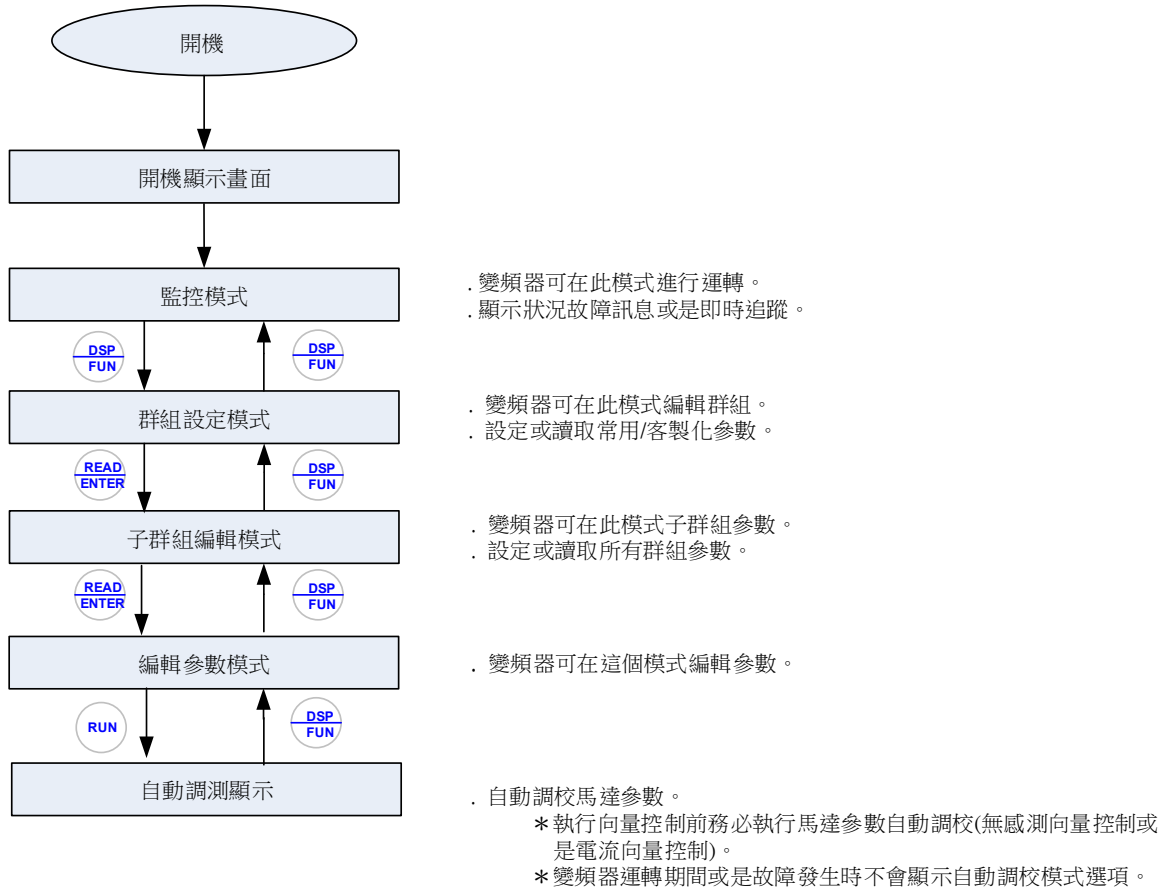 開機
開機顯示畫面
監控模式
. 變頻器可在此模式進行運轉。
. 顯示狀況故障訊息或是即時追蹤。
DSP
FUN
DSP
FUN
群組設定模式
. 變頻器可在此模式編輯群組。
. 設定或讀取常用/客製化參數。
READ
ENTER
DSP
FUN
子群組編輯模式
. 變頻器可在此模式子群組參數。
. 設定或讀取所有群組參數。
READ
ENTER
DSP
FUN
編輯參數模式
. 變頻器可在這個模式編輯參數。
RUN
DSP
FUN
自動調測顯示
. 自動調校馬達參數。
＊執行向量控制前務必執行馬達參數自動調校(無感測向量控制或
是電流向量控制)。
＊變頻器運轉期間或是故障發生時不會顯示自動調校模式選項。